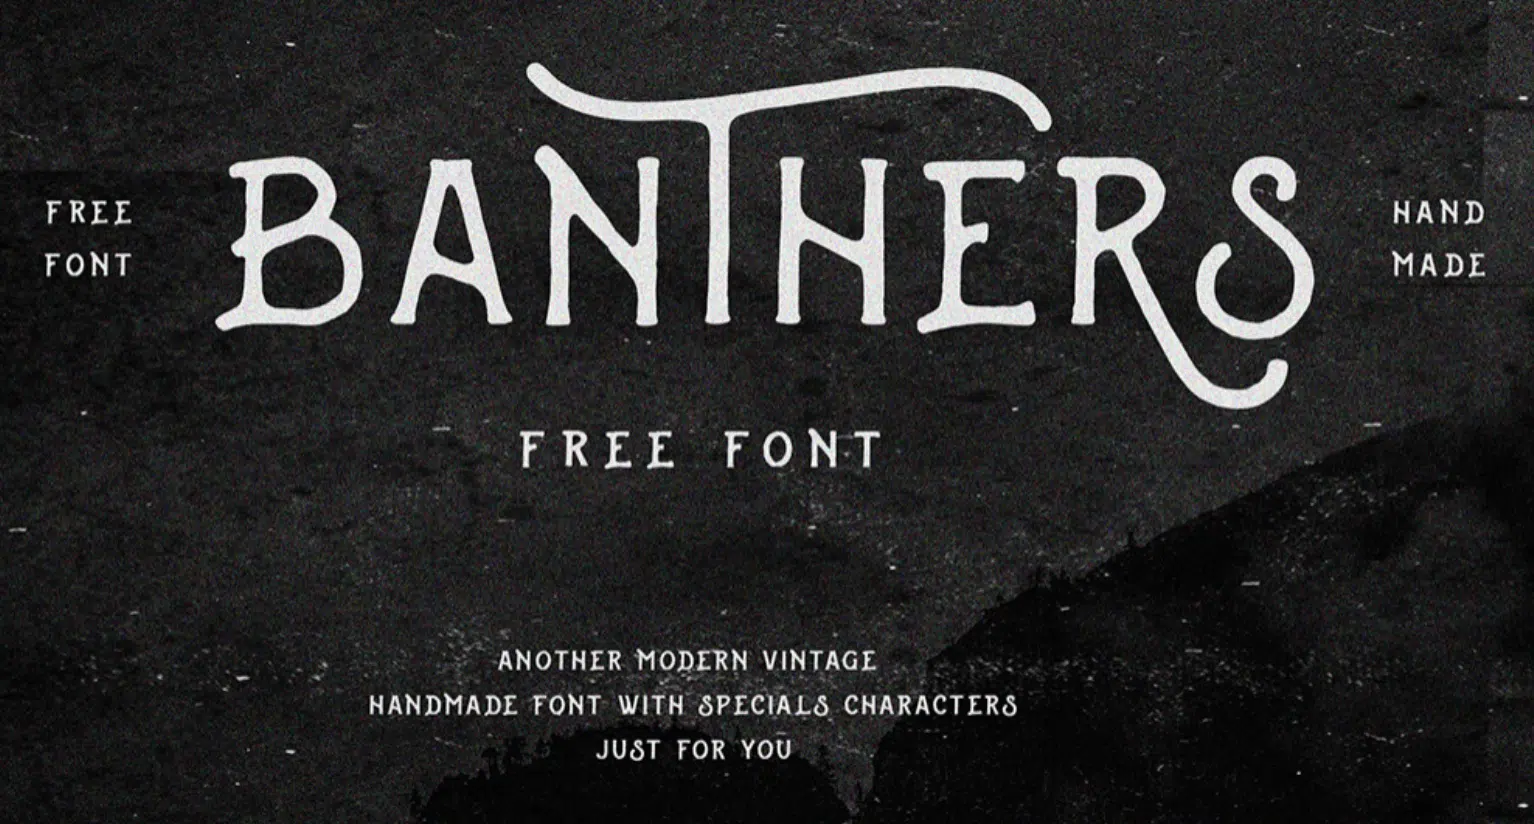 BANTHERS
FREE
FONT
HAND
MADE
FREE FONT
ANOTHER MODERN VINTAGE
HANDMADE FONT WITH SPECIALS CHARACTERS
JUST FOR YOU